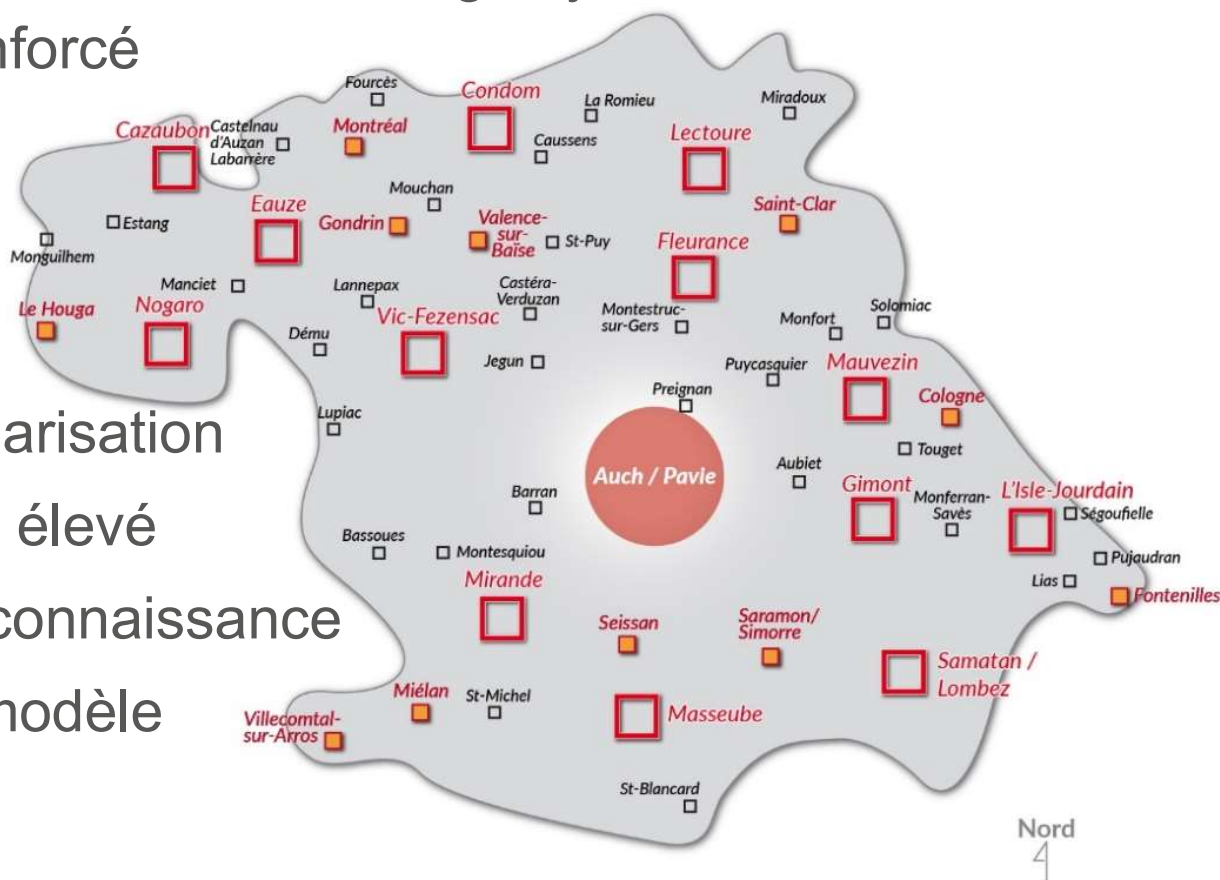 nforcé
Fourcès
Condom
La Romieu
Miradoux
Cazaubon
Castelnau
d'Auzan
Labarrère
Montréal
Caussens
Lectoure
Mouchan
Estang
Eauze
Gondrin
Valence-
sur-
Baïse
St-Puy
Saint-Clar
Fleurance
Monguilhem
Manciet
Lannepax
Castéra-
Verduzan
Le Houga
Nogaro
Vic-Fezensac
Montestruc-
sur-Gers
Monfort
Solomiac
Dému
Jegun
Puycasquier
Mauvezin
Preignan
Cologne
arisation
Lupiac
Touget
Auch / Pavie
Aubiet
Gimont
Monferran-
Savès
L'Isle-Jourdain
Ségoufielle
élevé
Barran
Bassoues
Montesquiou
Pujaudran
Lias
Fontenilles
Mirande
connaissance
Seissan
Saramon/
Simorre
Samatan /
Lombez
modèle
Miélan
St-Michel
Masseube
Villecomtal-
sur-Arros
St-Blancard
Nord